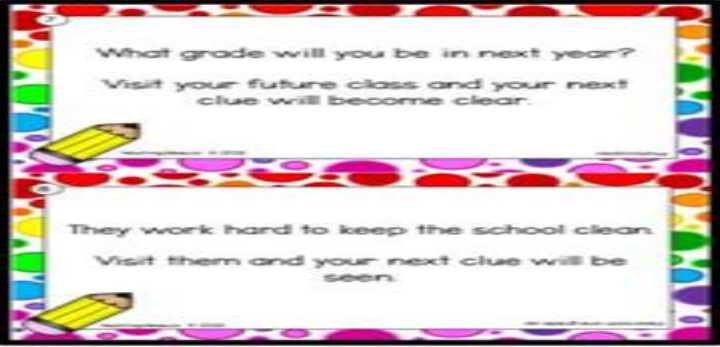 What grade will you be in next year?
Visit your future class and your next
clue will become clear.
They work hard to keep the school clean.
Visit them and your next clue will be
seen.